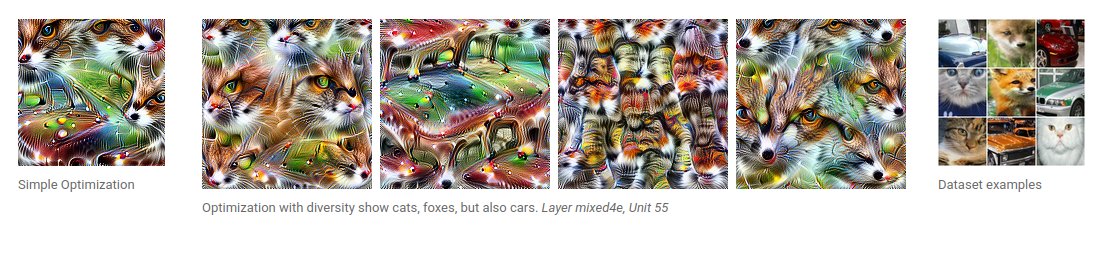 Simple Optimization
Optimization with diversity show cats, foxes, but also cars. Layer mixed4e, Unit 55
Dataset examples